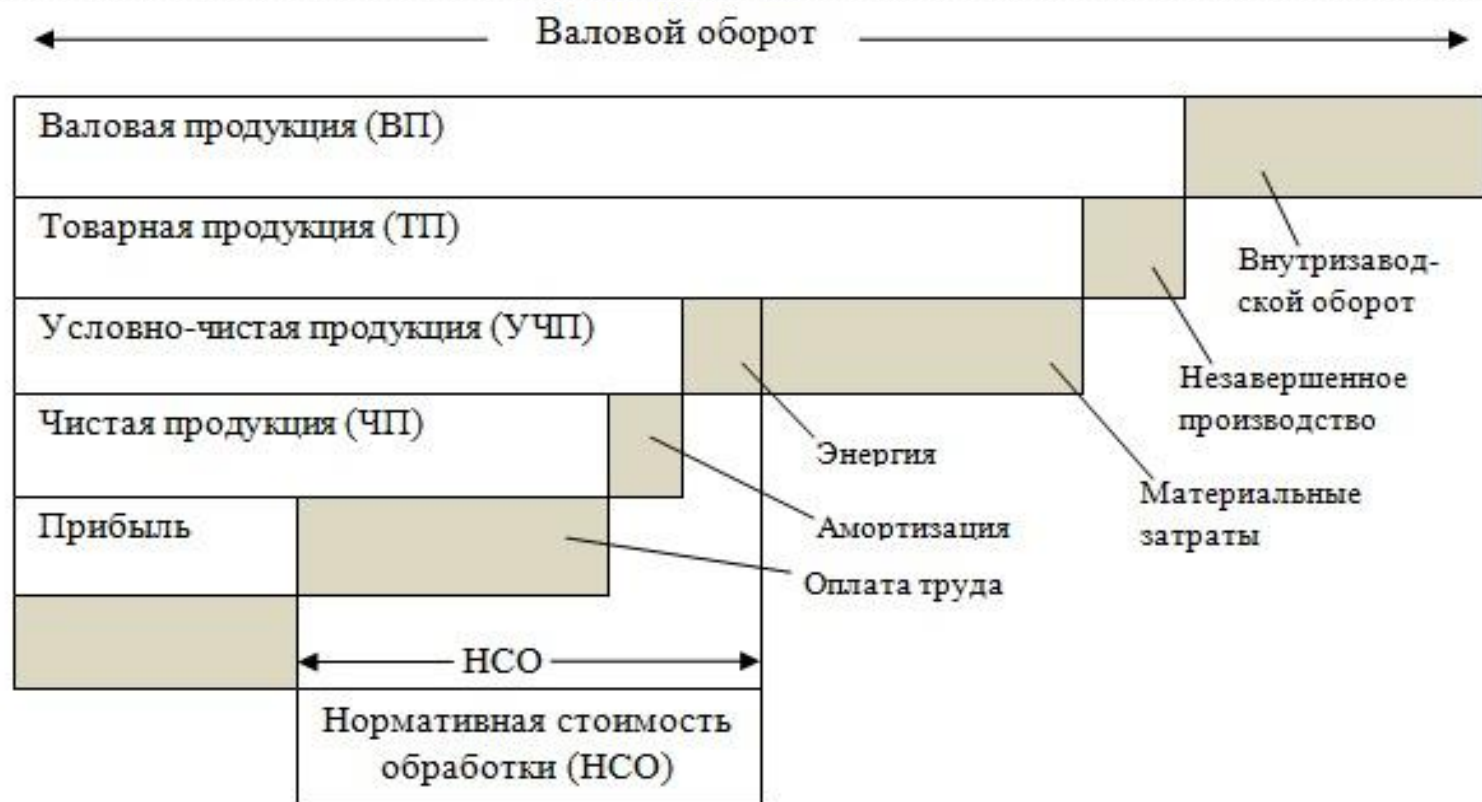 Валовой оборот
Валовая продукция (ВП)
Товарная продукция (ТП)
Внутризавод-
ской оборот
Условно-чистая продукция (УЧП)
Незавершенное
производство
Чистая продукция (ЧП)
Энергия
Материальные
затраты
Прибыль
Амортизация
Оплата труда
НСО
Нормативная стоимость
обработки (НСО)